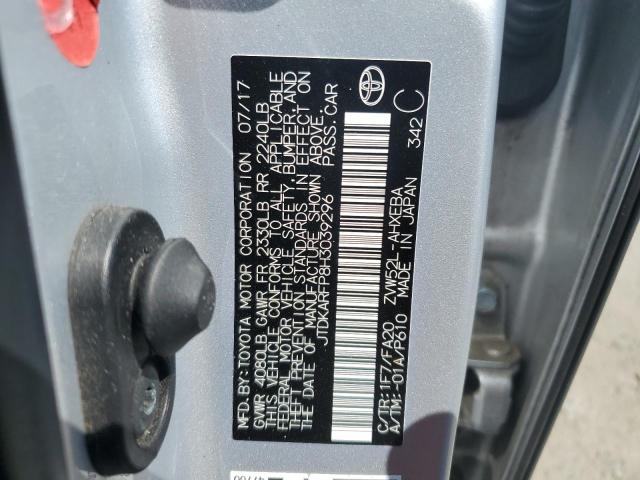 MFD.BY:TOYOTA MOTOR CORPORATION 07/17
GVWR 4080LB GAWR FR 2330LB RR 2240LB
THIS VEHICLE CONFORMS TO ALL APPLICABLE
FEDERAL MOTOR VEHICLE SAFETY, BUMPER, AND
THEFT PREVENTION STANDARDS IN EFFECT ON
THE DATE OF MANUFACTURE SHOWN ABOVE.
JTDKARFP8H3039296 PASS.CAR
C/TR:1F7/FA20 ZVW52L-AHXEBA
A/TM:-01A/P610 MADE IN JAPAN 342 C